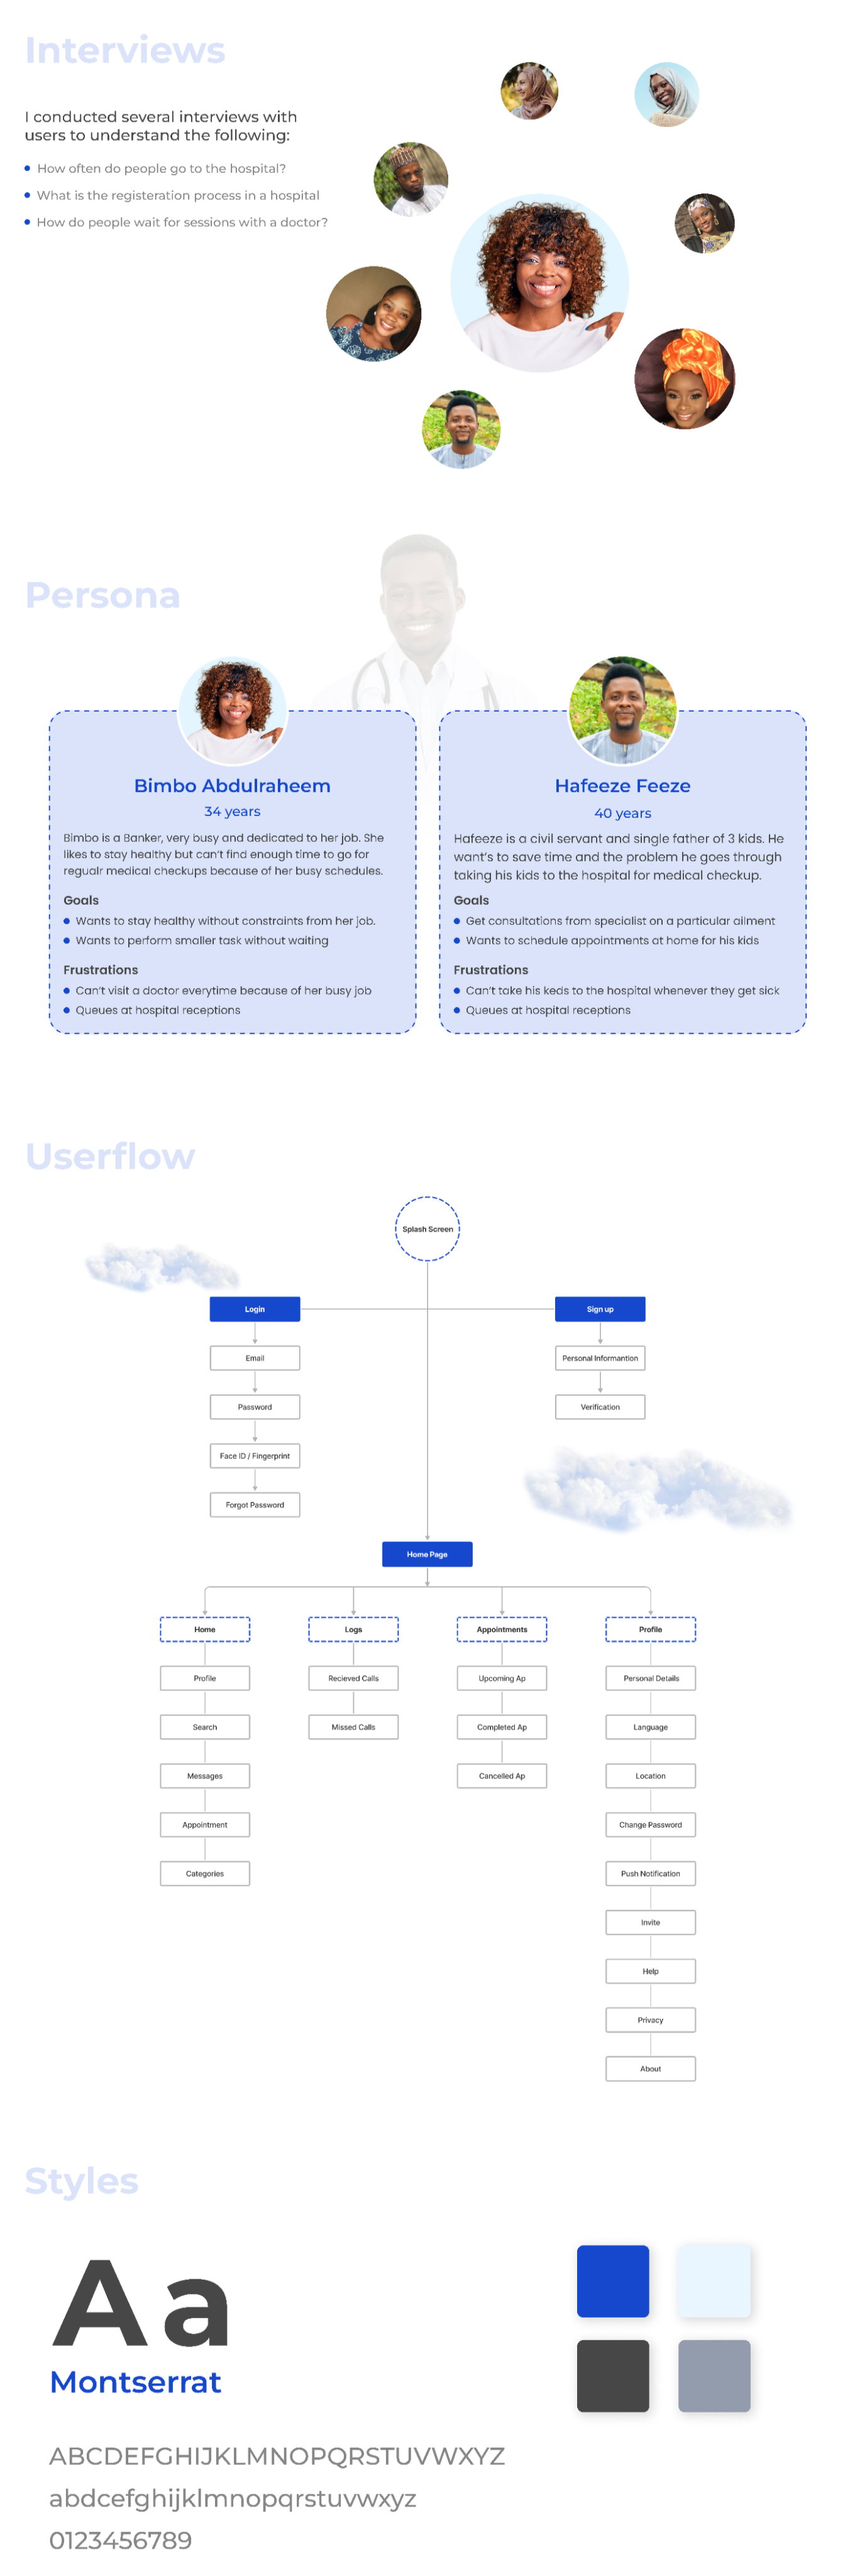 Interviews
I conducted several interviews with
users to understand the following:
How often do people go to the hospital?
What is the registeration process in a hospital
How do people wait for sessions with a doctor?
Persona
Bimbo Abdulraheem
34 years
Bimbo is a Banker, very busy and dedicated to her job. She
likes to stay healthy but can't find enough time to go for
regualr medical checkups because of her busy schedules.
Goals
Wants to stay healthy without constraints from her job.
Wants to perform smaller task without waiting
Frustrations
Can't visit a doctor everytime because of her busy job
Queues at hospital receptions
Hafeeze Feeze
40 years
Hafeeze is a civil servant and single father of 3 kids. He
want's to save time and the problem he goes through
taking his kids to the hospital for medical checkup.
Goals
Get consultations from specialist on a particular ailment
Wants to schedule appointments at home for his kids
Frustrations
Can't take his keds to the hospital whenever they get sick
Queues at hospital receptions
Userflow
Splash Screen
Login
Email
Password
Face ID / Fingerprint
Forgot Password
Sign up
Personal Informantion
Verification
Home Page
Home
Profile
Search
Messages
Appointment
Categories
Logs
Recieved Calls
Missed Calls
Appointments
Upcoming Ap
Completed Ap
Cancelled Ap
Profile
Personal Details
Language
Location
Change Password
Push Notification
Invite
Help
Privacy
About
Styles
Aa
Montserrat
ABCDEFGHIJKLMNOPQRSTUVWXYZ
abdcefghijklmnopqrstuvwxyz
0123456789